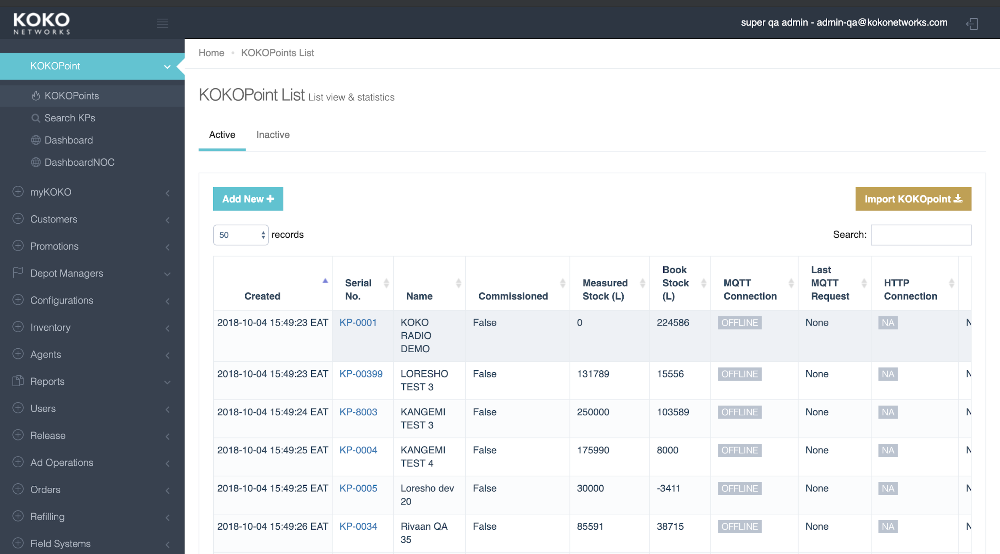 KOKO
NETWORKS
super qa admin - admin-qa@kokonetworks.com
KOKOPoint
KOKOPoints
Search KPs
Dashboard
DashboardNOC
myKOKO
Customers
Promotions
Depot Managers
Configurations
Inventory
Agents
Reports
Users
Release
Ad Operations
Orders
Refilling
Field Systems
Home • KOKOPoints List
KOKOPoint List List view & statistics
Active Inactive
Add New
Import KOKOpoint
50 records
Search:
Created Serial No. Name Commissioned Measured Stock (L) Book Stock (L) MQTT Connection Last MQTT Request HTTP Connection
2018-10-04 15:49:23 EAT KP-0001 KOKO RADIO DEMO False 0 224586 OFFLINE None NA N
2018-10-04 15:49:23 EAT KP-00399 LORESHO TEST 3 False 131789 15556 OFFLINE None NA N
2018-10-04 15:49:24 EAT KP-8003 KANGEMI TEST 3 False 250000 103589 OFFLINE None NA N
2018-10-04 15:49:25 EAT KP-0004 KANGEMI TEST 4 False 175990 8000 OFFLINE None NA N
2018-10-04 15:49:25 EAT KP-0005 Loresho dev 20 False 30000 -3411 OFFLINE None NA N
2018-10-04 15:49:26 EAT KP-0034 Rivaan QA 35 False 85591 38715 OFFLINE None NA N